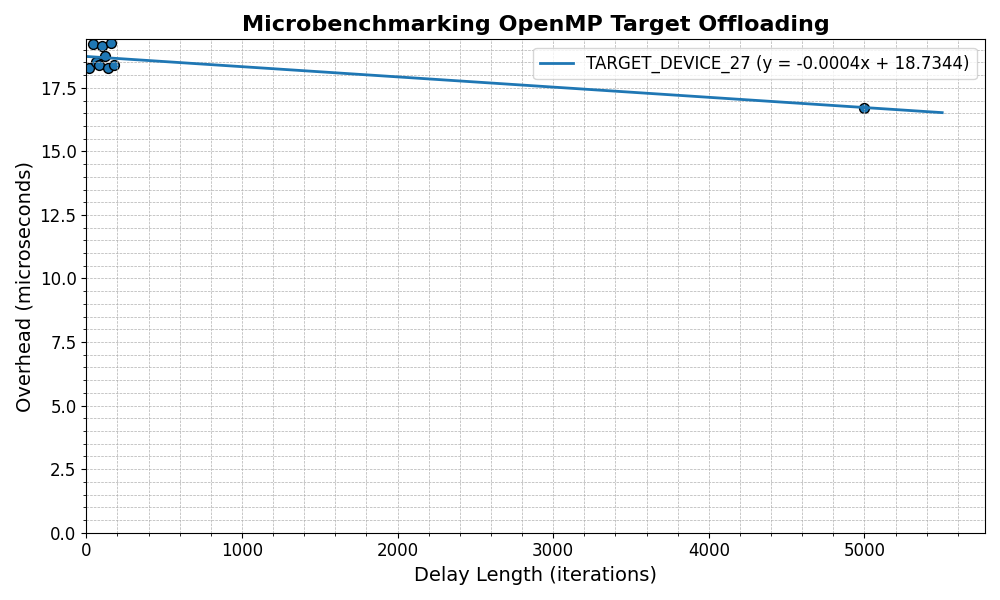 Microbenchmarking OpenMP Target Offloading
TARGET_DEVICE_27 (y = -0.0004x + 18.7344)
Overhead (microseconds)
17.5
15.0
12.5
10.0
7.5
5.0
2.5
0.0
0 1000 2000 3000 4000 5000
Delay Length (iterations)